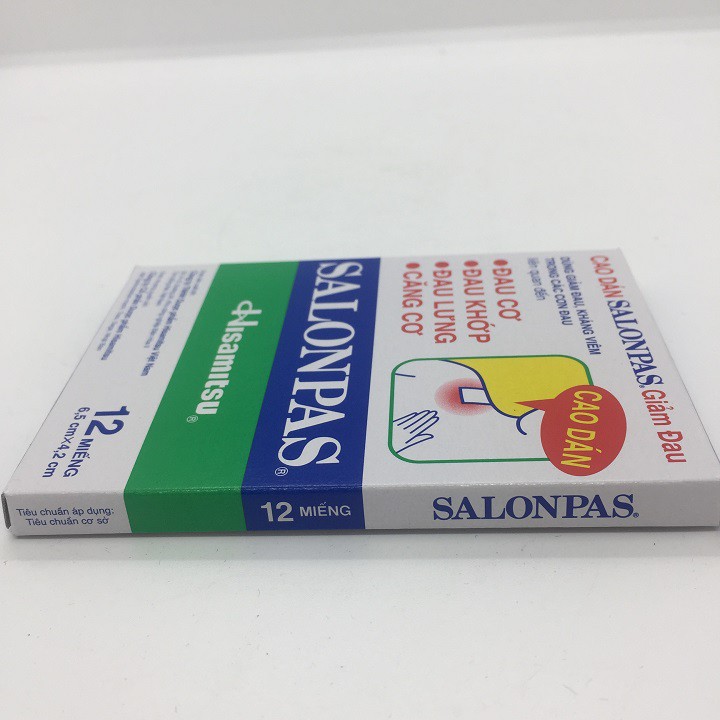 CAO DÁN SALONPAS® Giảm Đau
DÙNG GIẢM ĐAU, KHÁNG VIÊM
TRONG CÁC CƠN ĐAU
liên quan đến
•ĐAU CƠ
•ĐAU KHỚP
•ĐAU LƯNG
•CĂNG CƠ
CAO DÁN
SALONPAS®
Hisamitsu®
12 MIẾNG
6,5 cm x 4,2 cm
Tiêu chuẩn áp dụng:
Tiêu chuẩn cơ sở
12 MIẾNG
SALONPAS®